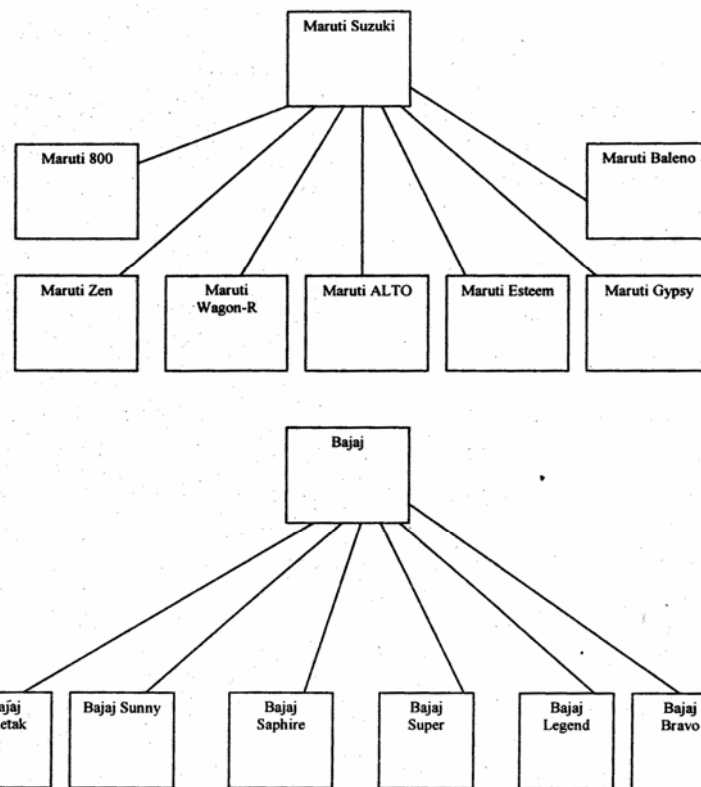 Maruti Suzuki
Maruti 800
Maruti Baleno
Maruti Zen
Maruti
Wagon-R
Maruti ALTO
Maruti Esteem
Maruti Gypsy
Bajaj
Bajaj Sunny
Bajaj
Saphire
Bajaj
Super
Bajaj
Legend
Bajaj
Bravo